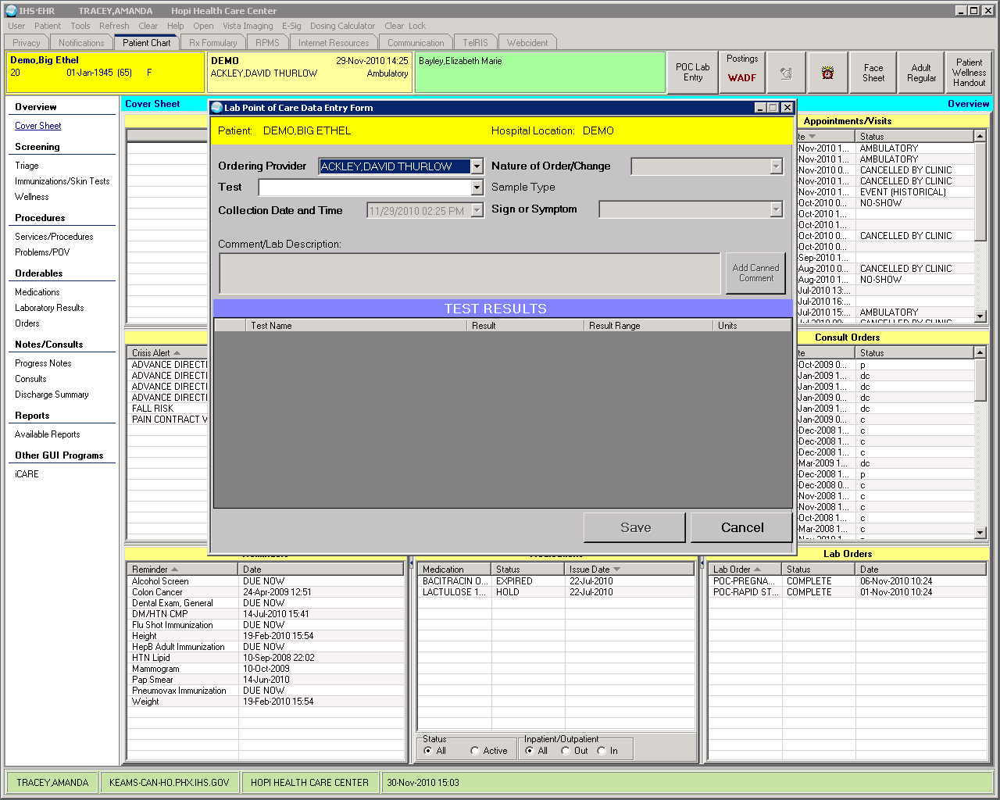 IHS-EHR TRACEY,AMANDA Hopi Health Care Center
User Patient Tools Refresh Clear Help Open Vista Imaging E-Sig Dosing Calculator Clear Lock
Privacy Notifications Patient Chart Rx Formulary RPMS Internet Resources Communication TelRIS Webcident
Demo,Big Ethel
20 01-Jan-1945 (65) F
DEMO 29-Nov-2010 14:25
ACKLEY,DAVID THURLOW Ambulatory
Bayley,Elizabeth Marie
POC Lab
Entry
Postings
WADF
Face
Sheet
Adult
Regular
Patient
Wellness
Handout
Overview
Cover Sheet
Screening
Triage
Immunizations/Skin Tests
Wellness
Procedures
Services/Procedures
Problems/POV
Orderables
Medications
Laboratory Results
Orders
Notes/Consults
Progress Notes
Consults
Discharge Summary
Reports
Available Reports
Other GUI Programs
iCARE
Cover Sheet Overview
Lab Point of Care Data Entry Form
Patient: DEMO,BIG ETHEL Hospital Location: DEMO
Ordering Provider ACKLEY,DAVID THURLOW Nature of Order/Change
Test Sample Type
Collection Date and Time 11/29/2010 02:25 PM Sign or Symptom
Comment/Lab Description:
Add Canned
Comment
TEST RESULTS
Test Name Result Result Range Units
Save Cancel
Appointments/Visits
te Status
-Nov-2010 1... AMBULATORY
-Nov-2010 1... AMBULATORY
-Nov-2010 0... CANCELLED BY CLINIC
-Nov-2010 1... CANCELLED BY CLINIC
-Nov-2010 1... EVENT (HISTORICAL)
-Oct-2010 0... NO-SHOW
-Oct-2010 1...
-Oct-2010 1...
-Oct-2010 0... CANCELLED BY CLINIC
-Oct-2010 0...
-Sep-2010 1...
-Aug-2010 0... CANCELLED BY CLINIC
-Aug-2010 1... NO-SHOW
-Jul-2010 13:...
-Jul-2010 16:...
-Jul-2010 15:... AMBULATORY
CANCELLED BY CLINIC
Crisis Alert
ADVANCE DIRECTI
ADVANCE DIRECTI
ADVANCE DIRECTI
ADVANCE DIRECTI
FALL RISK
PAIN CONTRACT V
Consult Orders
te Status
-Oct-2009 0... p
-Jan-2009 1... dc
-Jan-2009 1... dc
-Jan-2009 0... dc
-Jan-2009 1... dc
-Jan-2009 0... c
-Dec-2008 1... c
-Dec-2008 1... c
-Dec-2008 1... c
-Mar-2009 1... dc
-Dec-2008 1... p
-Dec-2008 0... c
-Nov-2008 1... c
-Nov-2008 1... c
-Oct-2008 1... c
-Mar-2008 1... c
Reminders
Reminder Date
Alcohol Screen DUE NOW
Colon Cancer 24-Apr-2009 12:51
Dental Exam, General DUE NOW
DM/HTN CMP 14-Jul-2010 15:41
Flu Shot Immunization DUE NOW
Height 19-Feb-2010 15:54
HepB Adult Immunization DUE NOW
HTN Lipid 10-Sep-2008 22:02
Mammogram 10-Oct-2009
Pap Smear 14-Jun-2010
Pneumovax Immunization DUE NOW
Weight 19-Feb-2010 15:54
Medications
Medication Status Issue Date
BACITRACIN O... EXPIRED 22-Jul-2010
LACTULOSE 1... HOLD 22-Jul-2010
Status
All Active
Inpatient/Outpatient
All Out In
Lab Orders
Lab Order Status Date
POC-PREGNA... COMPLETE 06-Nov-2010 10:24
POC-RAPID ST... COMPLETE 01-Nov-2010 10:24
TRACEY,AMANDA KEAMS-CAN-HO.PHX.IHS.GOV HOPI HEALTH CARE CENTER 30-Nov-2010 15:03